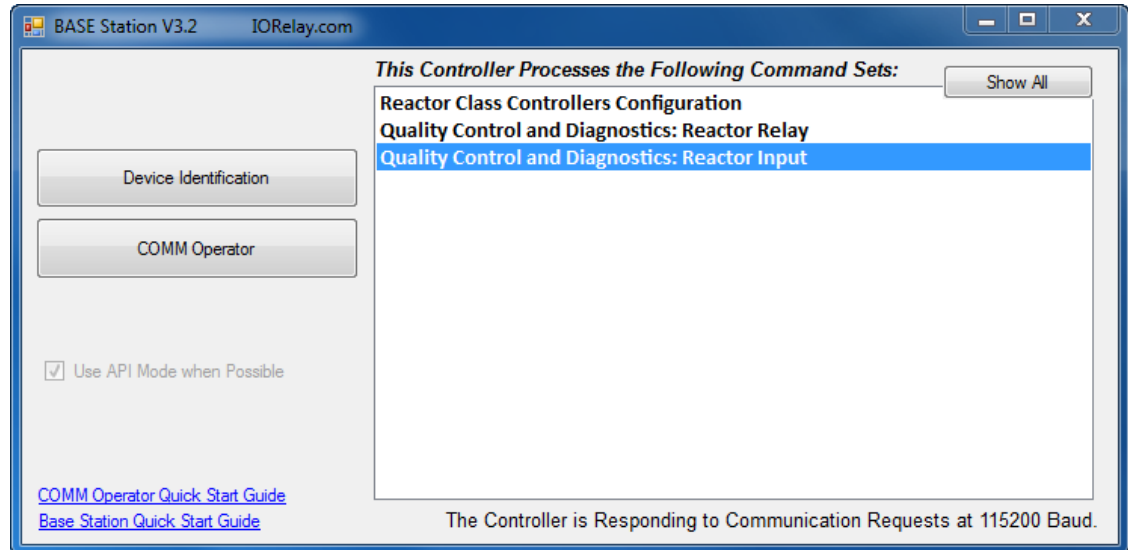 BASE Station V3.2 IORelay.com
This Controller Processes the Following Command Sets:
Show All
Reactor Class Controllers Configuration
Quality Control and Diagnostics: Reactor Relay
Quality Control and Diagnostics: Reactor Input
Device Identification
COMM Operator
Use API Mode when Possible
COMM Operator Quick Start Guide
Base Station Quick Start Guide
The Controller is Responding to Communication Requests at 115200 Baud.